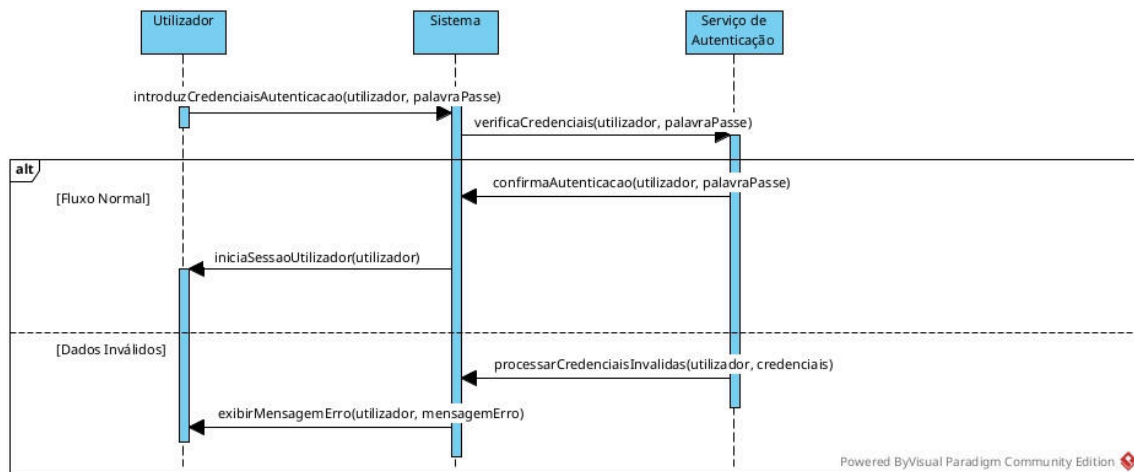 Utilizador
Sistema
Serviço de
Autenticação
introduzCredenciaisAutenticacao(utilizador, palavraPasse)
verificaCredenciais(utilizador, palavraPasse)
alt
confirmaAutenticacao(utilizador, palavraPasse)
[Fluxo Normal]
iniciaSessaoUtilizador(utilizador)
[Dados Inválidos]
processarCredenciaisInvalidas(utilizador, credenciais)
exibirMensagemErro(utilizador, mensagemErro)
Powered ByVisual Paradigm Community Edition